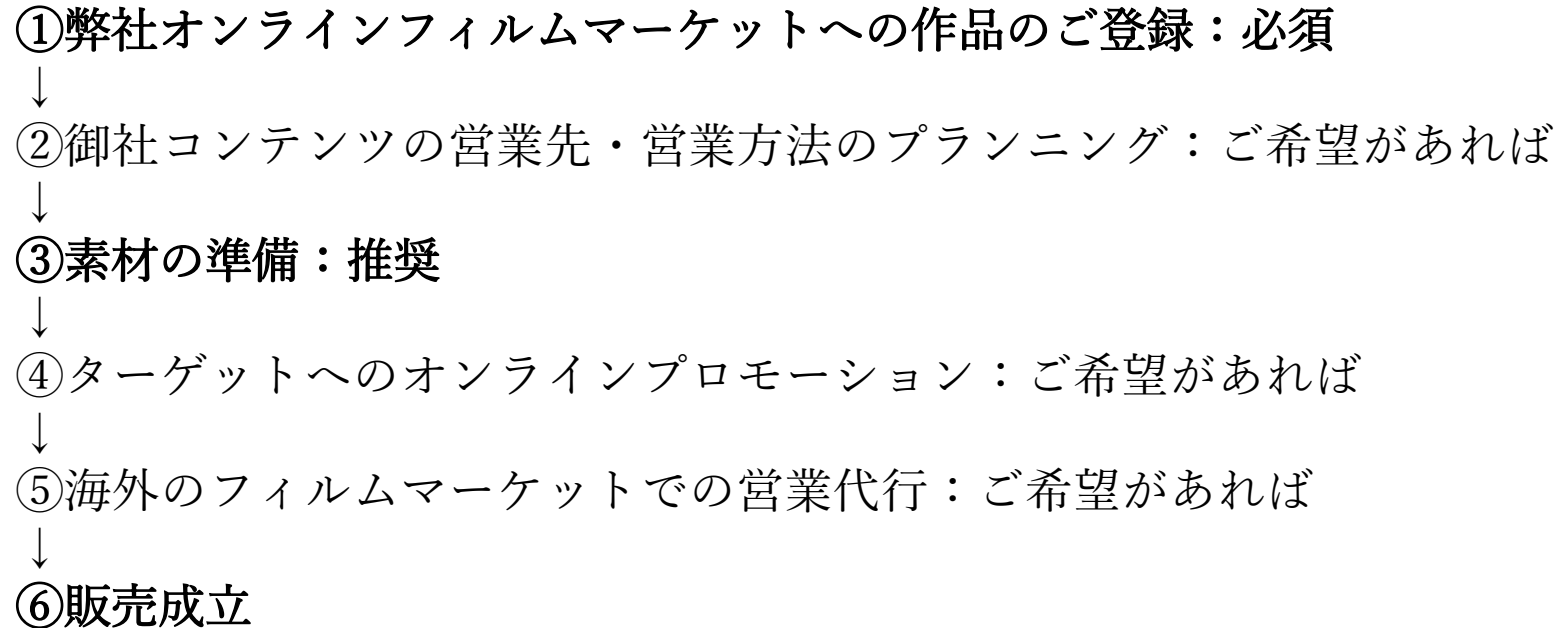 ①弊社オンラインフィルムマーケットへの作品のご登録：必須
↓
②御社コンテンツの営業先・営業方法のプランニング：ご希望があれば
↓
③素材の準備：推奨
↓
④ターゲットへのオンラインプロモーション：ご希望があれば
↓
⑤海外のフィルムマーケットでの営業代行：ご希望があれば
↓
⑥販売成立